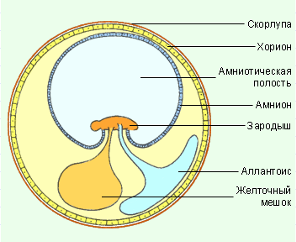 Скорлупа
Хорион
Амниотическая
полость
Амнион
Зародыш
Аллантоис
Желточный
мешок